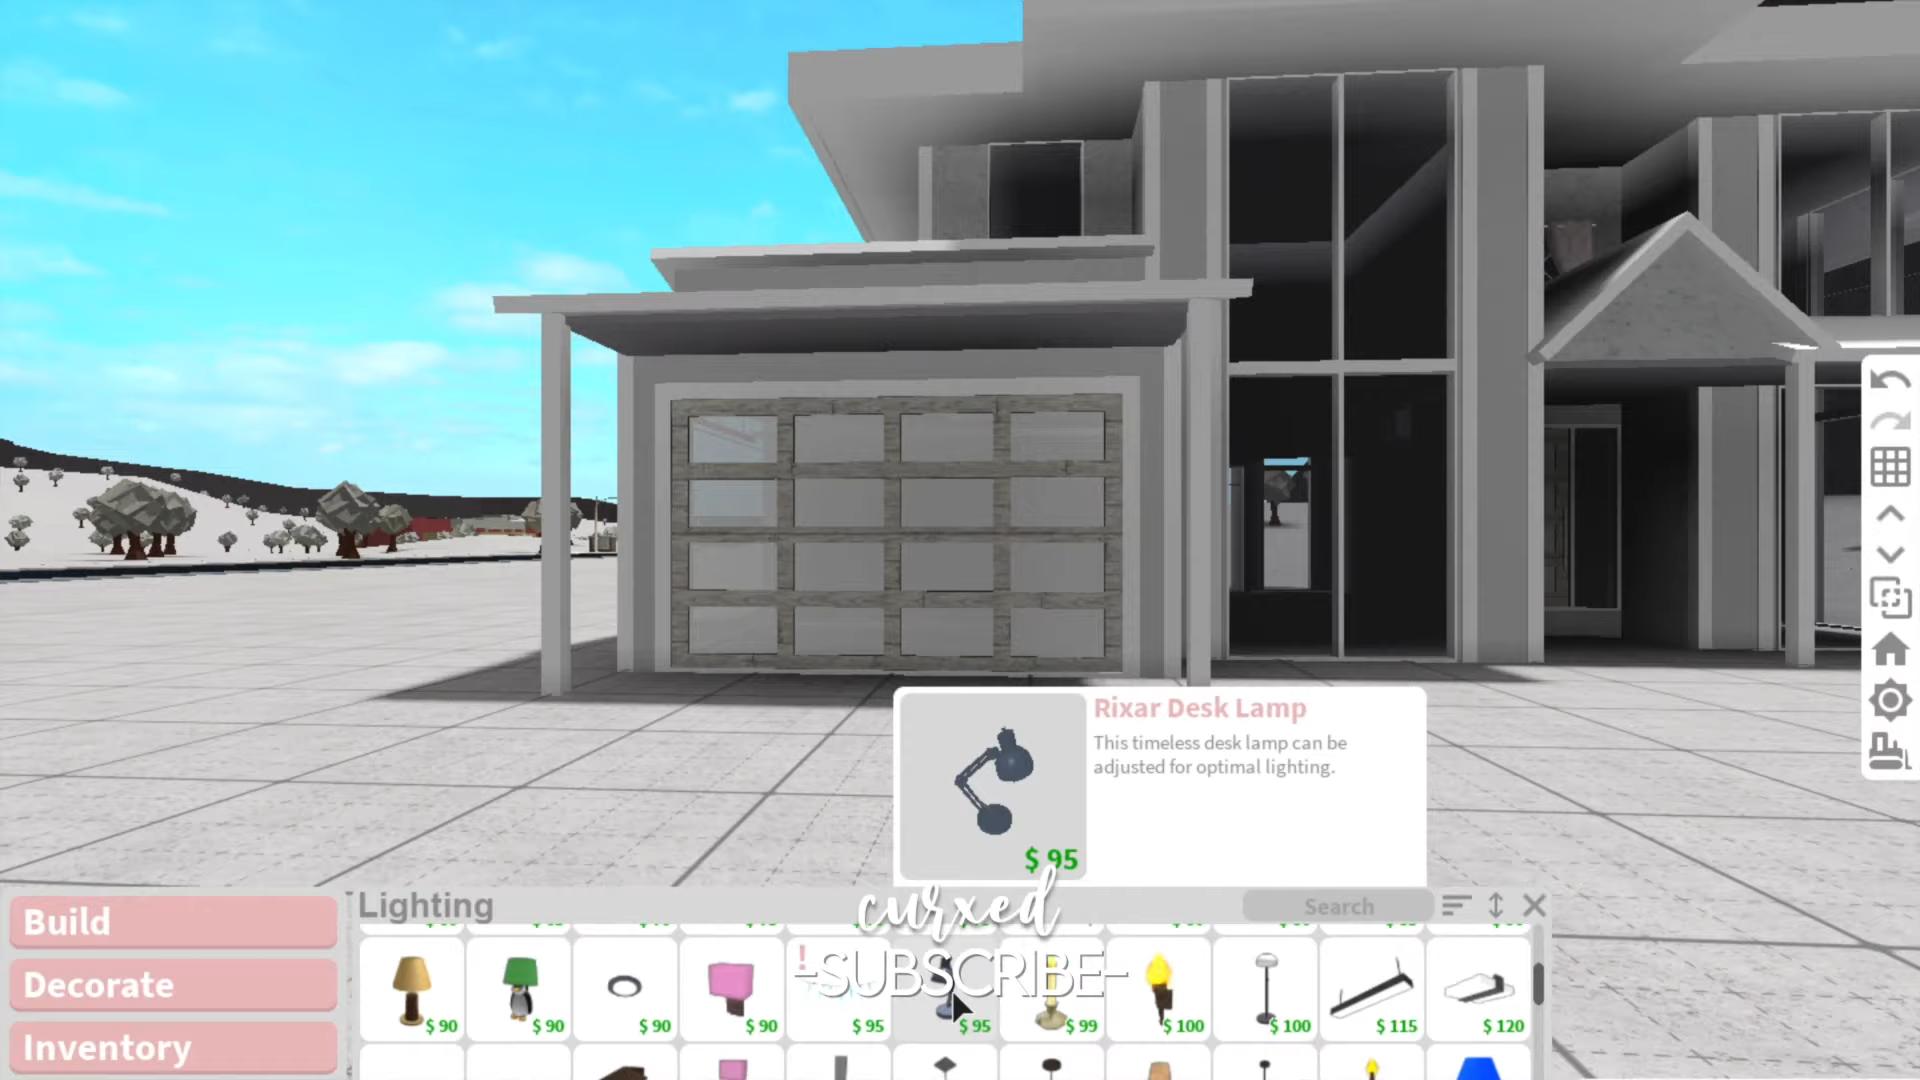 Rixar Desk Lamp
This timeless desk lamp can be
adjusted for optimal lighting.
$ 95
Build
Decorate
Inventory
Lighting
Search
curxed
-SUBSCRIBE-
$ 90
$ 90
$ 90
$ 90
$ 95
$ 95
$ 99
$ 100
$ 100
$ 115
$ 120